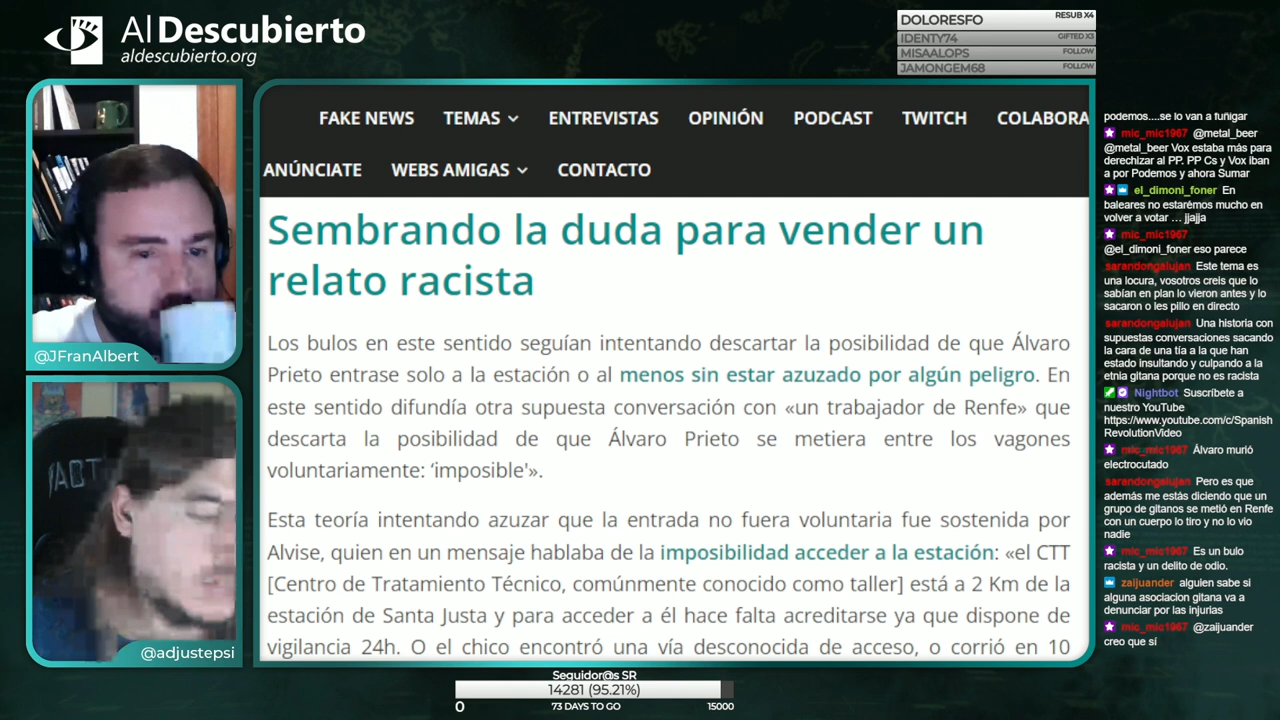 Al Descubierto
aldescubierto.org
DOLORESFO RESUB X4
IDENTY74 GIFTED X3
MISAALOPS FOLLOW
JAMONGEM68 FOLLOW
FAKE NEWS TEMAS ENTREVISTAS OPINIÓN PODCAST TWITCH COLABORA
ANÚNCIATE WEBS AMIGAS CONTACTO
Sembrando la duda para vender un
relato racista
Los bulos en este sentido seguían intentando descartar la posibilidad de que Álvaro
Prieto entrase solo a la estación o al menos sin estar azuzado por algún peligro. En
este sentido difundía otra supuesta conversación con «un trabajador de Renfe» que
descarta la posibilidad de que Álvaro Prieto se metiera entre los vagones
voluntariamente: ‘imposible'».
Esta teoría intentando azuzar que la entrada no fuera voluntaria fue sostenida por
Alvise, quien en un mensaje hablaba de la imposibilidad acceder a la estación: «el CTT
[Centro de Tratamiento Técnico, comúnmente conocido como taller] está a 2 Km de la
estación de Santa Justa y para acceder a él hace falta acreditarse ya que dispone de
vigilancia 24h. O el chico encontró una vía desconocida de acceso, o corrió en 10
@JFranAlbert
@adjustepsi
podemos....se lo van a fuñigar
mic_mic1967 @metal_beer
@metal_beer Vox estaba más para
derechizar al PP. PP Cs y Vox iban
a por Podemos y ahora Sumar
el_dimoni_foner En
baleares no estarémos mucho en
volver a votar ... jjajja
mic_mic1967
@el_dimoni_foner eso parece
sarandongalujan Este tema es
una locura, vosotros creis que lo
sabían en plan lo vieron antes y lo
sacaron o les pillo en directo
sarandongalujan Una historia con
supuestas conversaciones sacando
la cara de una tía a la que han
estado insultando y culpando a la
etnIa gitana porque no es racista
Nightbot Suscríbete a
nuestro YouTube
https://www.youtube.com/c/Spanish
RevolutionVideo
mic_mic1967 Álvaro murió
electrocutado
sarandongalujan Pero es que
además me estás diciendo que un
grupo de gitanos se metió en Renfe
con un cuerpo lo tiro y no lo vio
nadie
mic_mic1967 Es un bulo
racista y un delito de odio.
zaijuander alguien sabe si
alguna asociacion gitana va a
denunciar por las injurias
mic_mic1967 @zaijuander
creo que sí
Seguidor@s SR
14281 (95.21%)
0 73 DAYS TO GO 15000